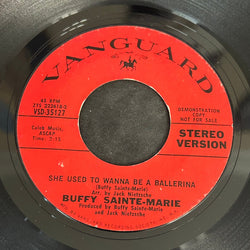 VANGUARD
45 RPM
VSD-35127
Caleb Music,
ASCAP
Time: 2:15
DEMONSTRATION
COPY
NOT FOR SALE
STEREO
VERSION
SHE USED TO WANNA BE A BALLERINA
(Buffy Sainte-Marie)
Arr. by Jack Nietzsche
BUFFY SAINTE-MARIE
Produced by Buffy Sainte-Marie
and Jack Nietzsche